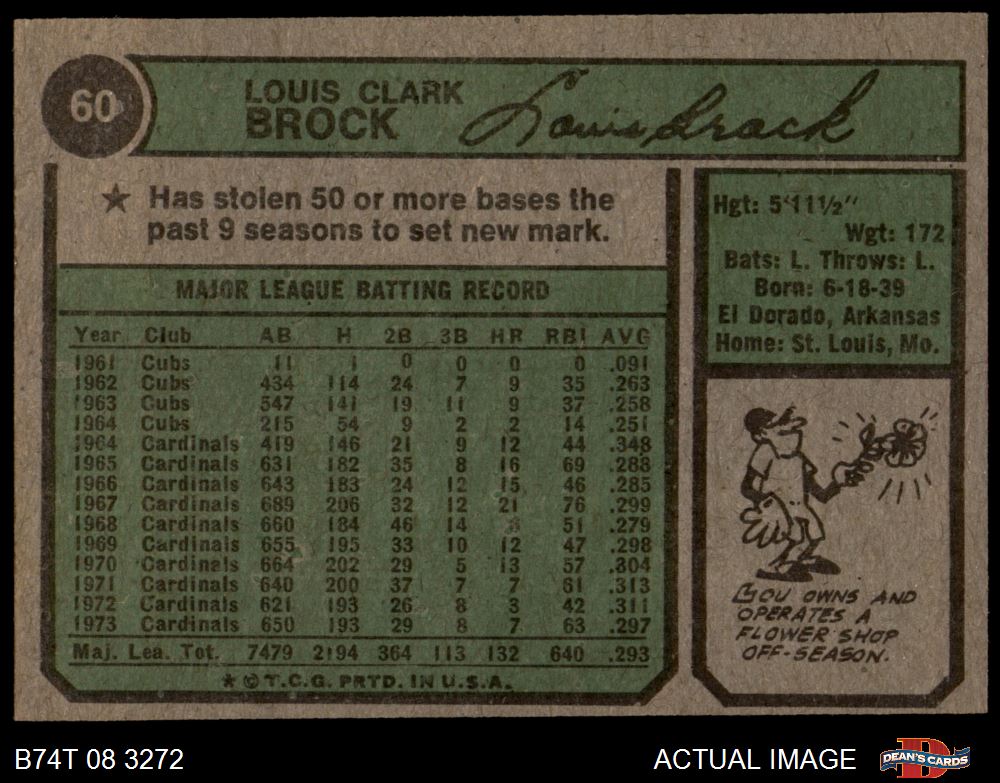 60
LOUIS CLARK
BROCK
Louis Brock
★ Has stolen 50 or more bases the
past 9 seasons to set new mark.
MAJOR LEAGUE BATTING RECORD
Year Club AB H 2B 3B HR RBI AVG
1961 Cubs 11 1 0 0 0 0 .091
1962 Cubs 434 114 24 7 9 35 .263
1963 Cubs 547 141 19 11 9 37 .258
1964 Cubs 215 54 9 2 2 14 .251
1964 Cardinals 419 146 21 9 12 44 .348
1965 Cardinals 631 182 35 8 16 69 .288
1966 Cardinals 643 183 24 12 15 46 .285
1967 Cardinals 689 206 32 12 21 76 .299
1968 Cardinals 660 184 46 14 51 .279
1969 Cardinals 655 195 33 10 12 47 .298
1970 Cardinals 664 202 29 5 13 57 .304
1971 Cardinals 640 200 37 7 7 61 .313
1972 Cardinals 621 193 26 8 3 42 .311
1973 Cardinals 650 193 29 8 7 63 .297
Maj. Lea. Tot. 7479 2194 364 113 132 640 .293
★ © T.C.G. PRTD. IN U.S.A.
Hgt: 5'11½"
Wgt: 172
Bats: L. Throws: L.
Born: 6-18-39
El Dorado, Arkansas
Home: St. Louis, Mo.
LOU OWNS AND
OPERATES A
FLOWER SHOP
OFF-SEASON.
B74T 08 3272
ACTUAL IMAGE
DEAN'S CARDS